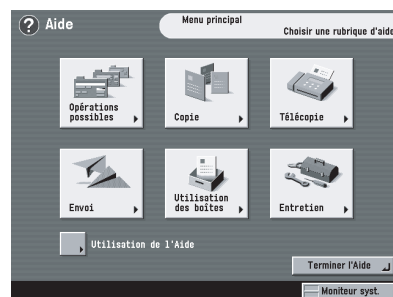 ? Aide
Menu principal
Choisir une rubrique d'aide
Opérations
possibles
Copie
Télécopie
Envoi
Utilisation
des boîtes
Entretien
Utilisation de l'Aide
Terminer l'Aide
Moniteur syst.